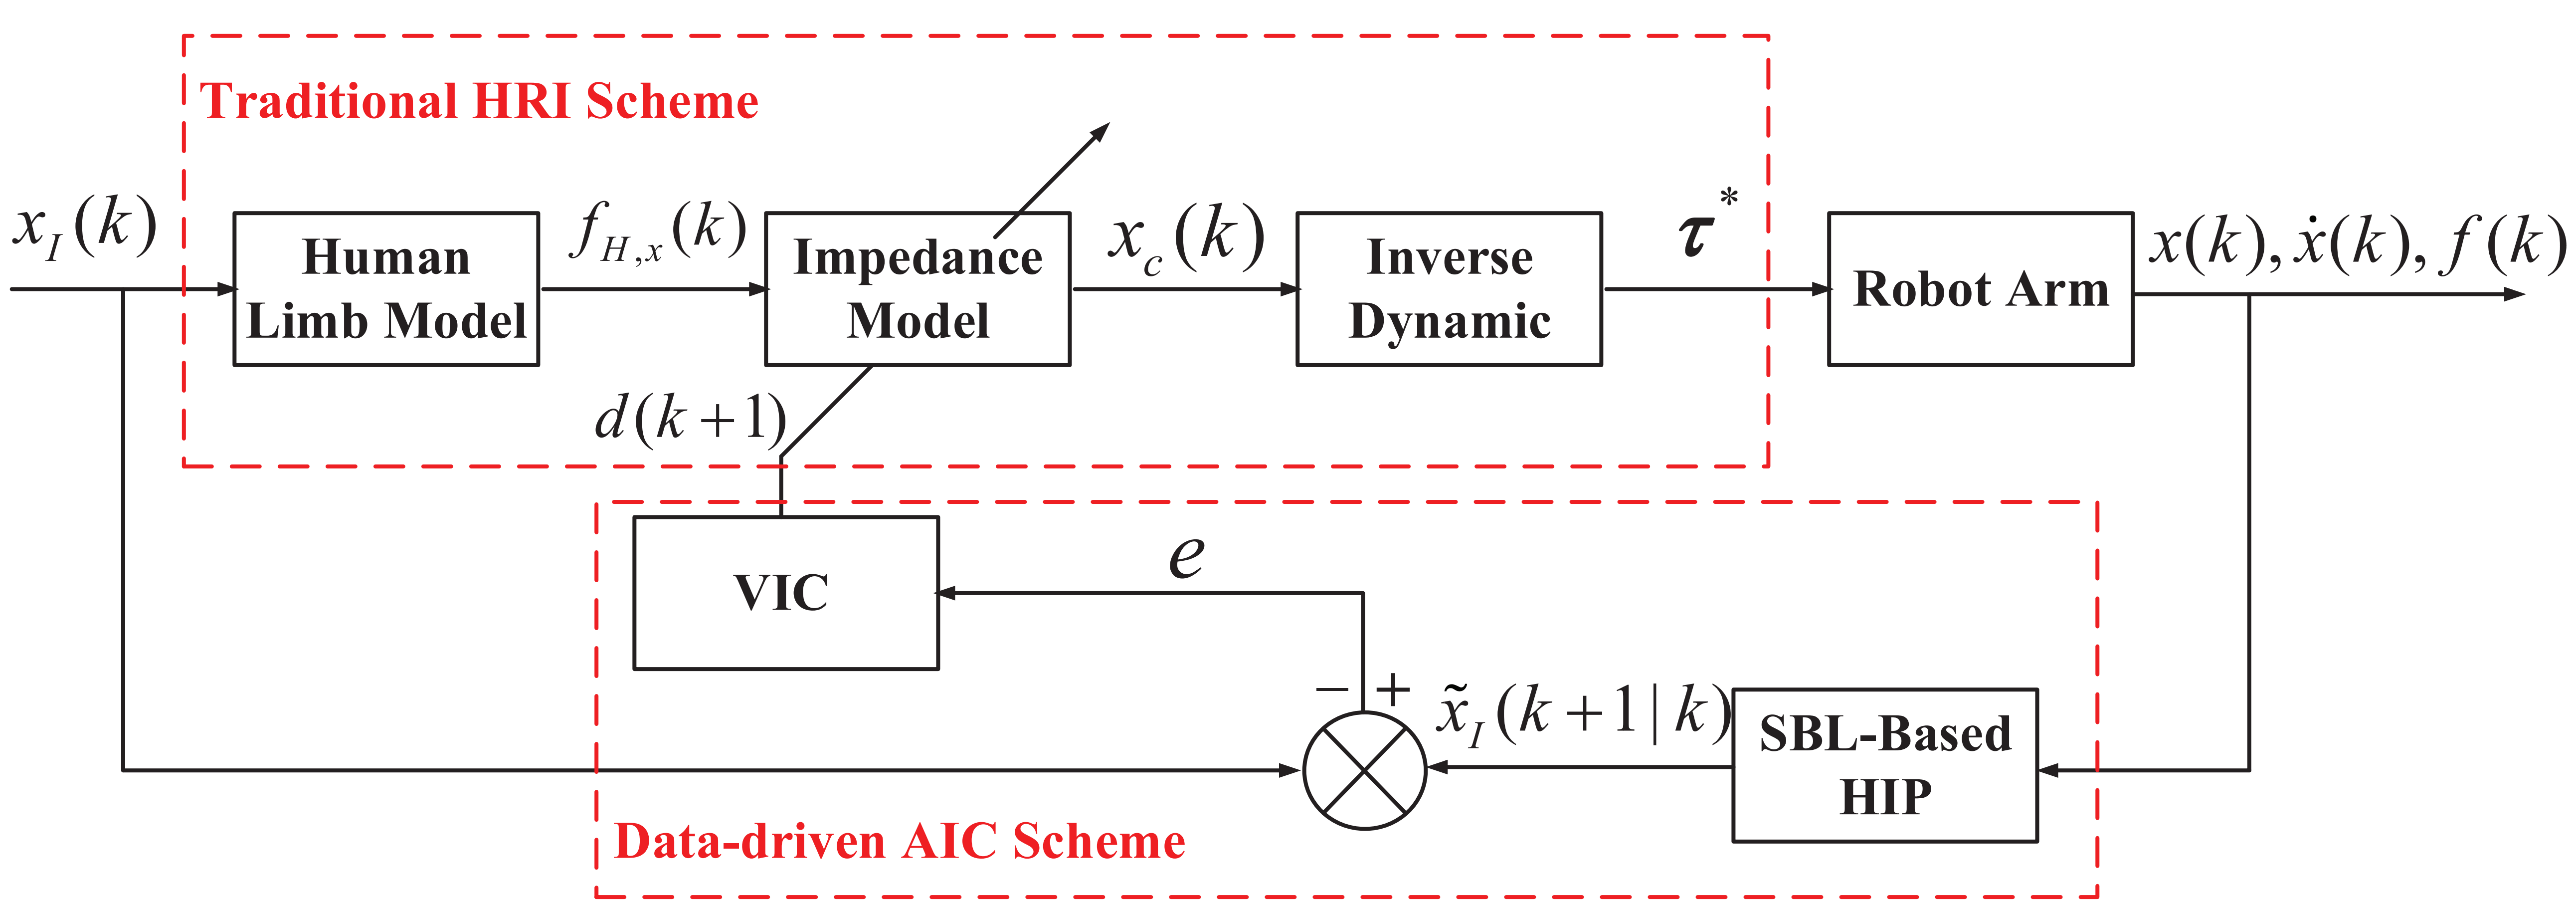 Traditional HRI Scheme
x_I(k)
Human
Limb Model
f_{H,x}(k)
Impedance
Model
x_c(k)
Inverse
Dynamic
τ*
Robot Arm
x(k), ẋ(k), f(k)
d(k+1)
VIC
e
− +
x̃_I(k+1|k)
SBL-Based
HIP
Data-driven AIC Scheme